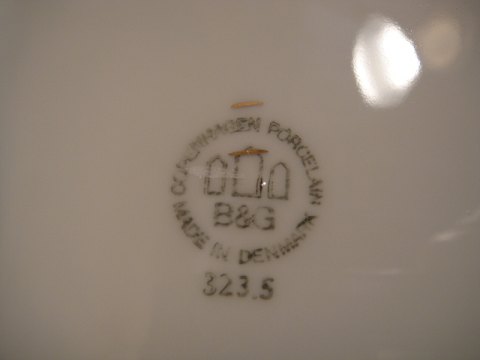 COPENHAGEN PORCELAIN
B&G
MADE IN DENMARK
323.5